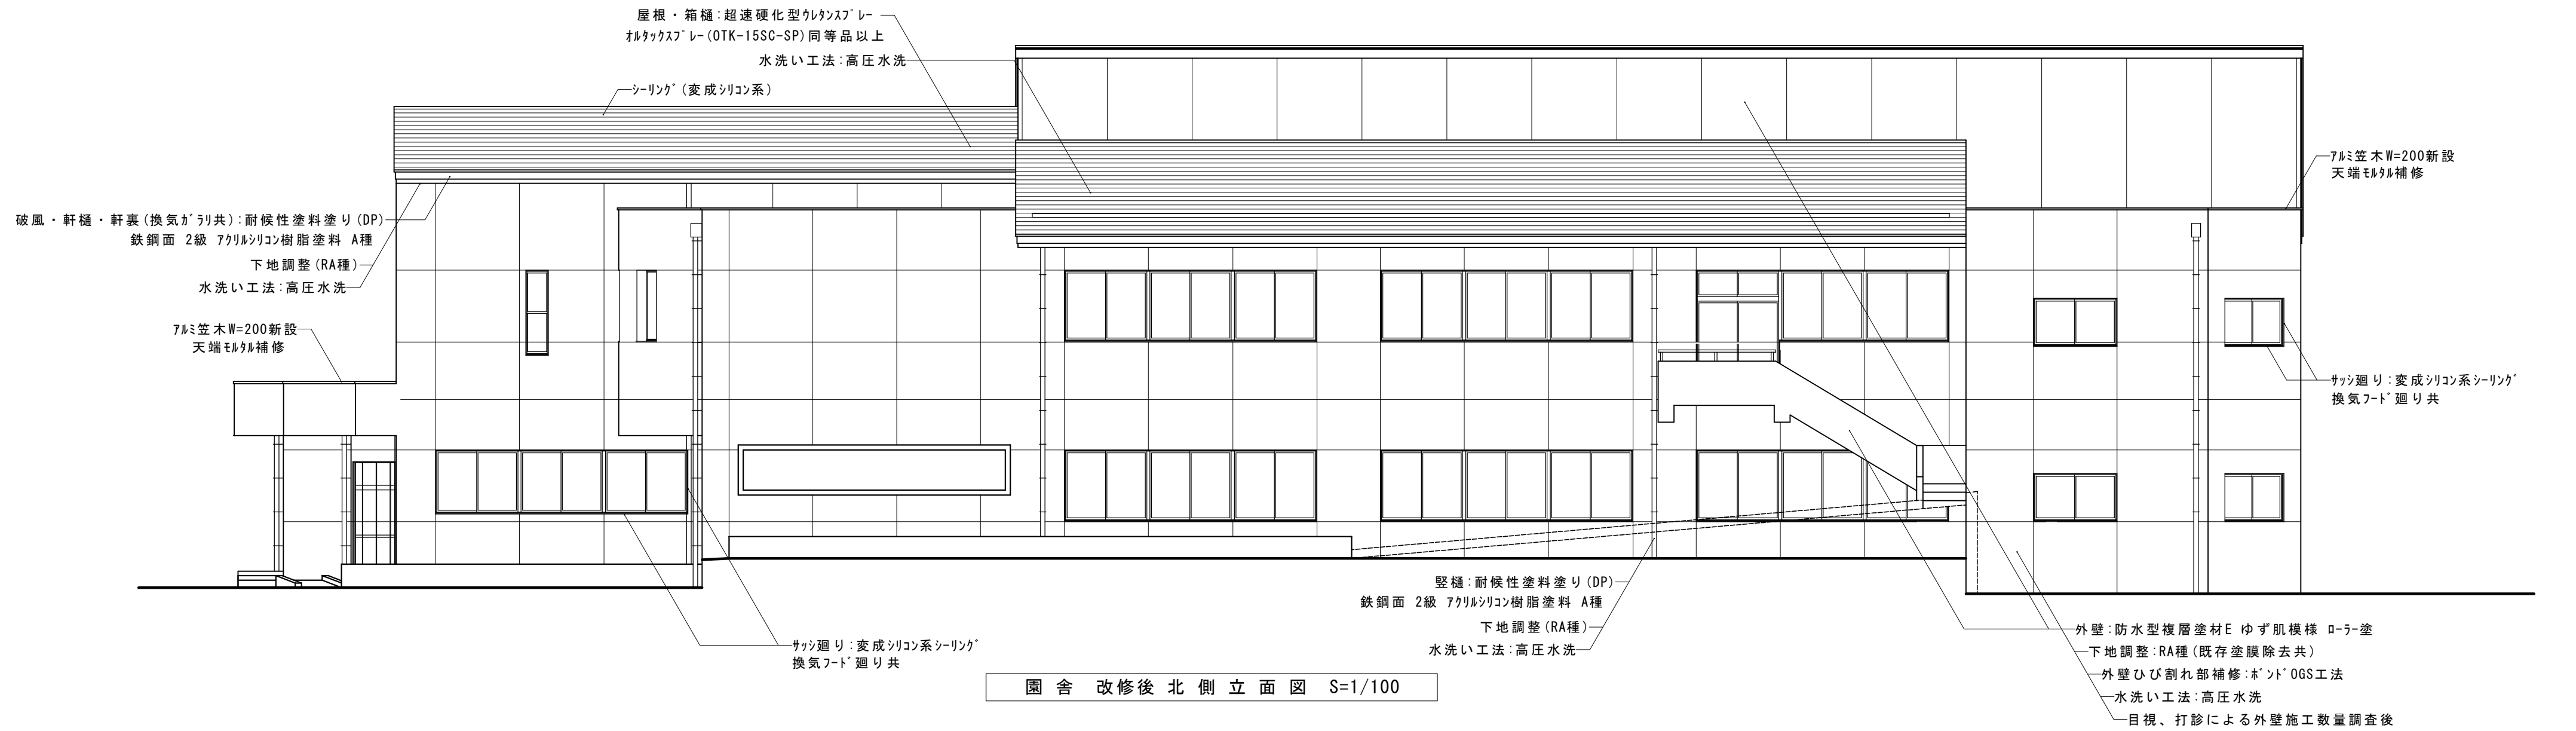 屋根・箱樋:超速硬化型ｳﾚﾀﾝｽﾌﾟﾚｰ
ｵﾙﾀｯｸｽﾌﾟﾚｰ(OTK-15SC-SP)同等品以上
水洗い工法:高圧水洗
ｼｰﾘﾝｸﾞ(変成ｼﾘｺﾝ系)
破風・軒樋・軒裏(換気ｶﾞﾗﾘ共):耐候性塗料塗り(DP)
鉄鋼面 2級 ｱｸﾘﾙｼﾘｺﾝ樹脂塗料 A種
下地調整(RA種)
水洗い工法:高圧水洗
ｱﾙﾐ笠木W=200新設
天端ﾓﾙﾀﾙ補修
ｱﾙﾐ笠木W=200新設
天端ﾓﾙﾀﾙ補修
ｻｯｼ廻り:変成ｼﾘｺﾝ系ｼｰﾘﾝｸﾞ
換気ﾌｰﾄﾞ廻り共
ｻｯｼ廻り:変成ｼﾘｺﾝ系ｼｰﾘﾝｸﾞ
換気ﾌｰﾄﾞ廻り共
竪樋:耐候性塗料塗り(DP)
鉄鋼面 2級 ｱｸﾘﾙｼﾘｺﾝ樹脂塗料 A種
下地調整(RA種)
水洗い工法:高圧水洗
外壁:防水型複層塗材E ゆず肌模様 ﾛｰﾗｰ塗
下地調整:RA種(既存塗膜除去共)
外壁ひび割れ部補修:ﾎﾞﾝﾄﾞOGS工法
水洗い工法:高圧水洗
目視、打診による外壁施工数量調査後
園 舎 改修後 北 側 立 面 図 S=1/100